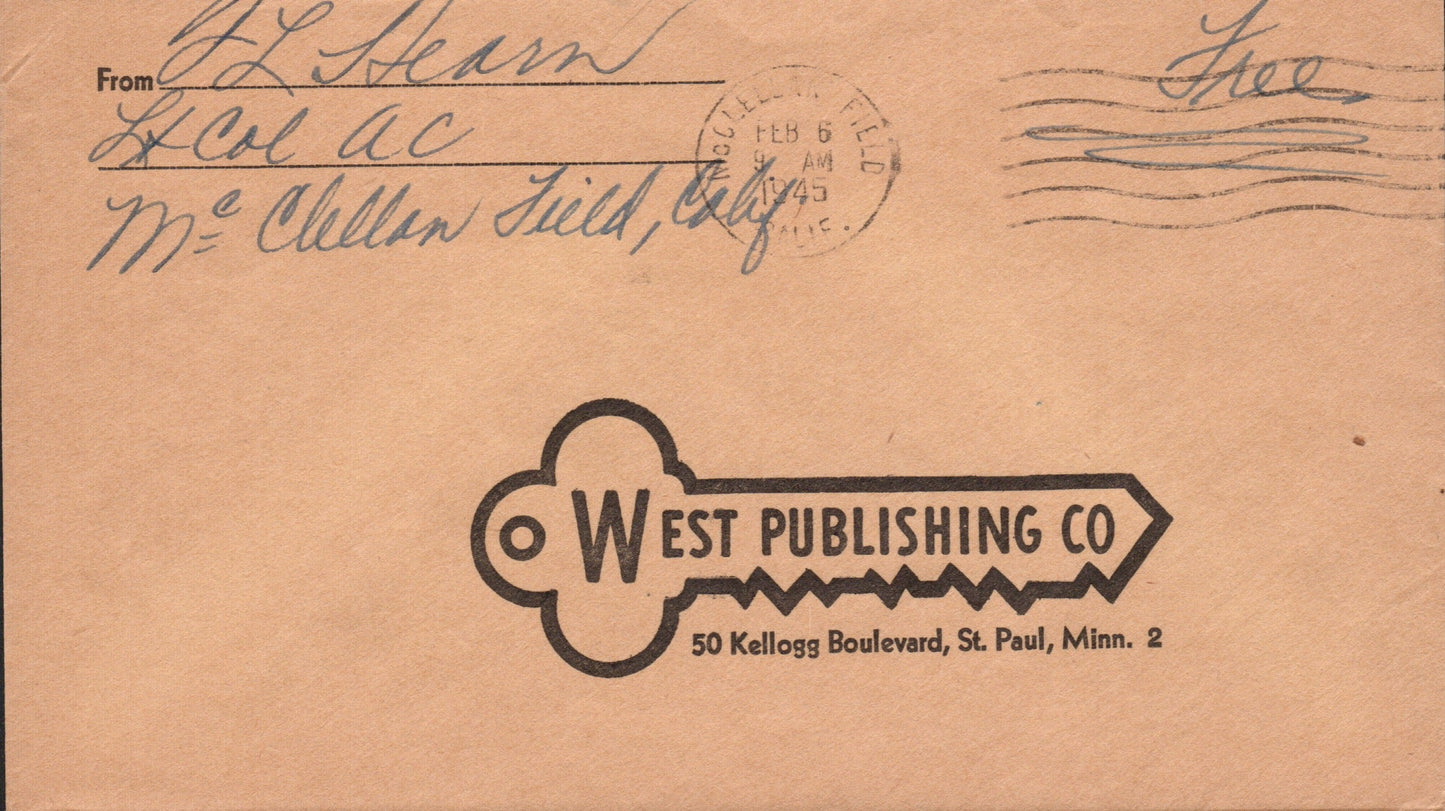 From L Hearn
Lt Col AC
Mc Clellan Field, Calif
McCLELLAN FIELD
FEB 6
9 AM
1945
CALIF.
Free
WEST PUBLISHING CO
50 Kellogg Boulevard, St. Paul, Minn. 2